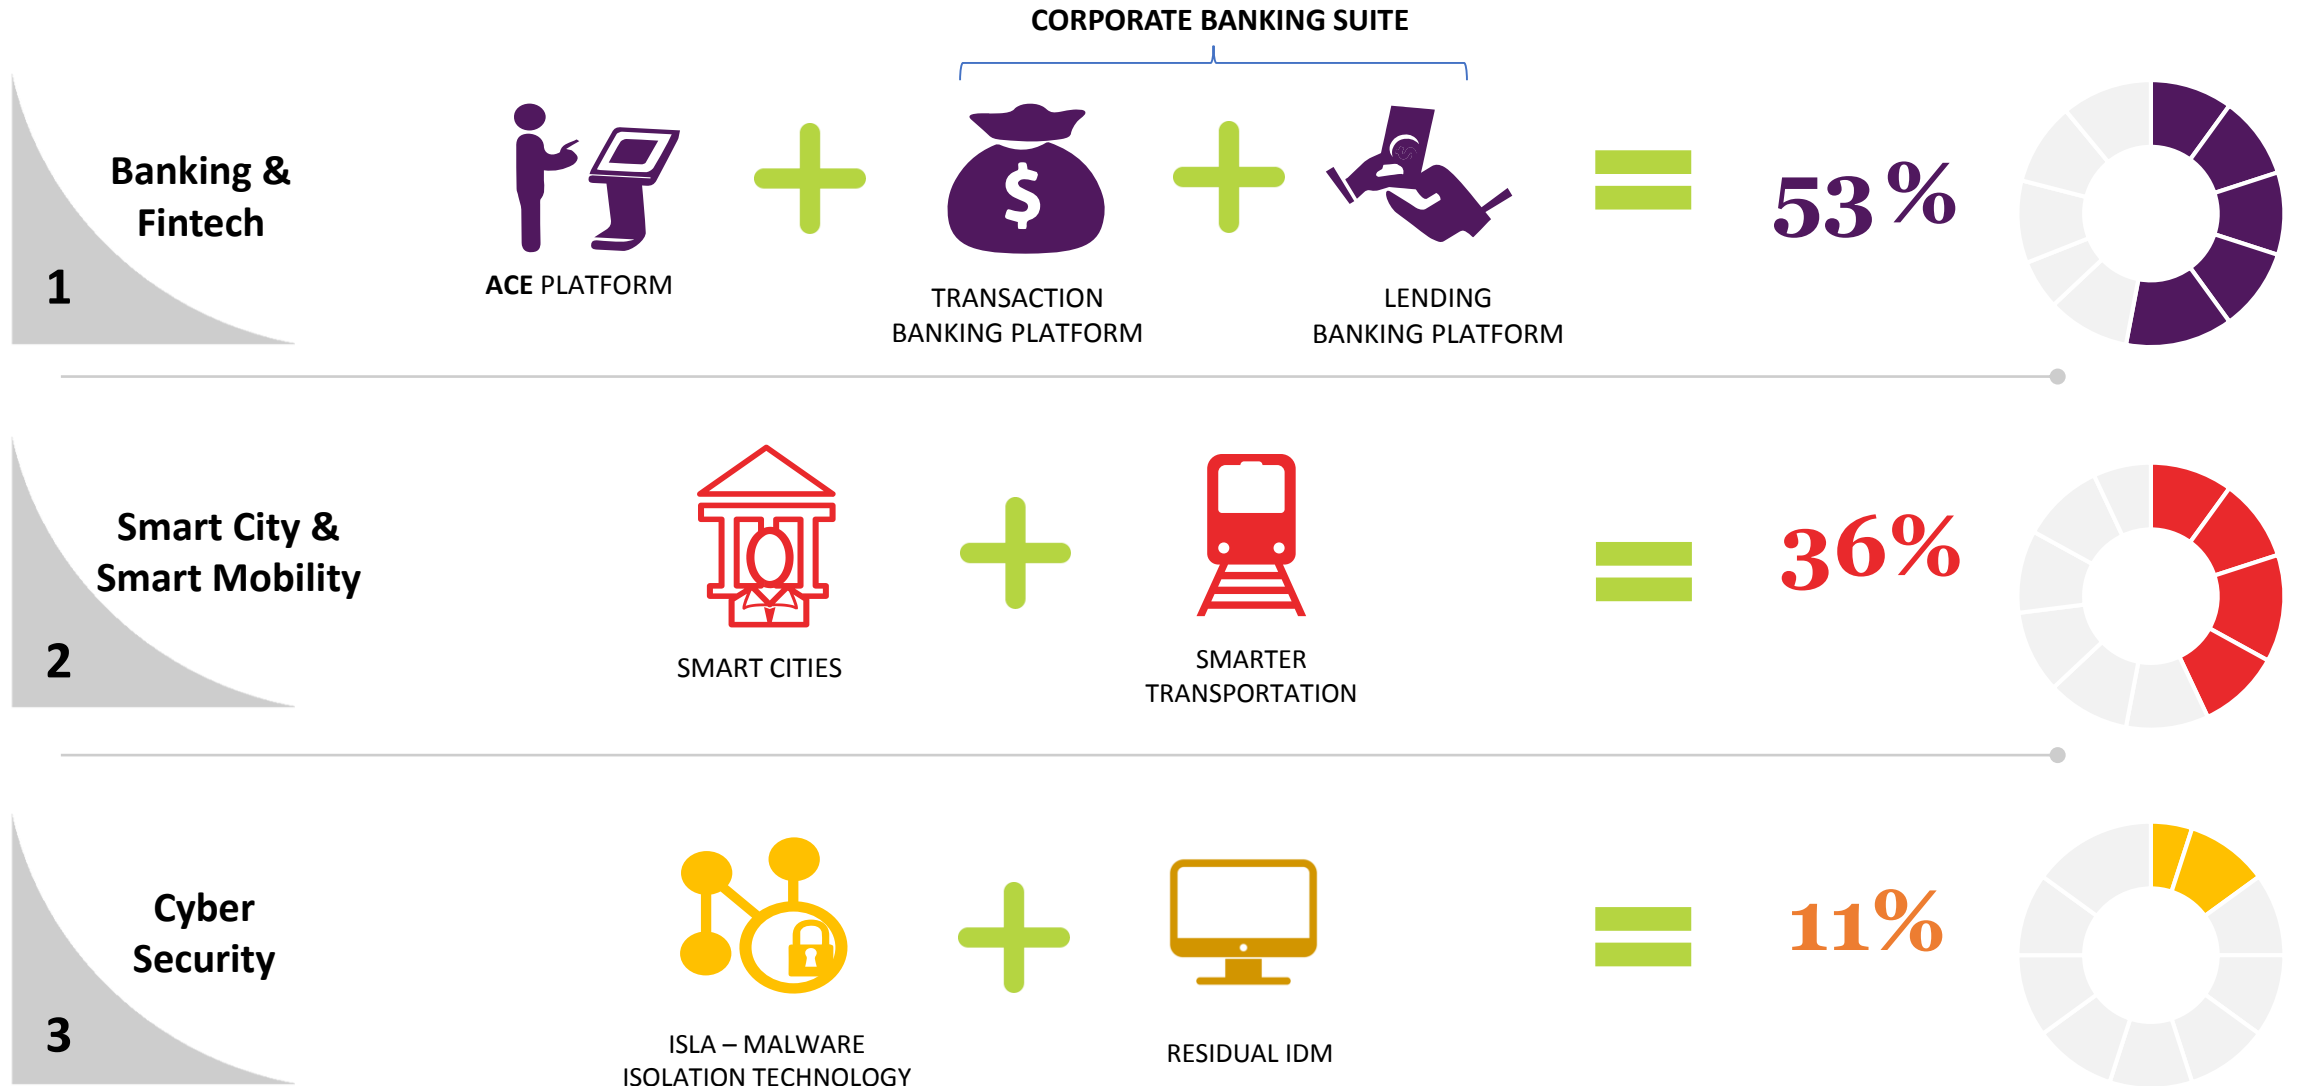 CORPORATE BANKING SUITE
Banking &
Fintech
1
ACE PLATFORM
$
TRANSACTION
BANKING PLATFORM
$
LENDING
BANKING PLATFORM
53%
Smart City &
Smart Mobility
2
SMART CITIES
SMARTER
TRANSPORTATION
36%
Cyber
Security
3
ISLA – MALWARE
ISOLATION TECHNOLOGY
RESIDUAL IDM
11%